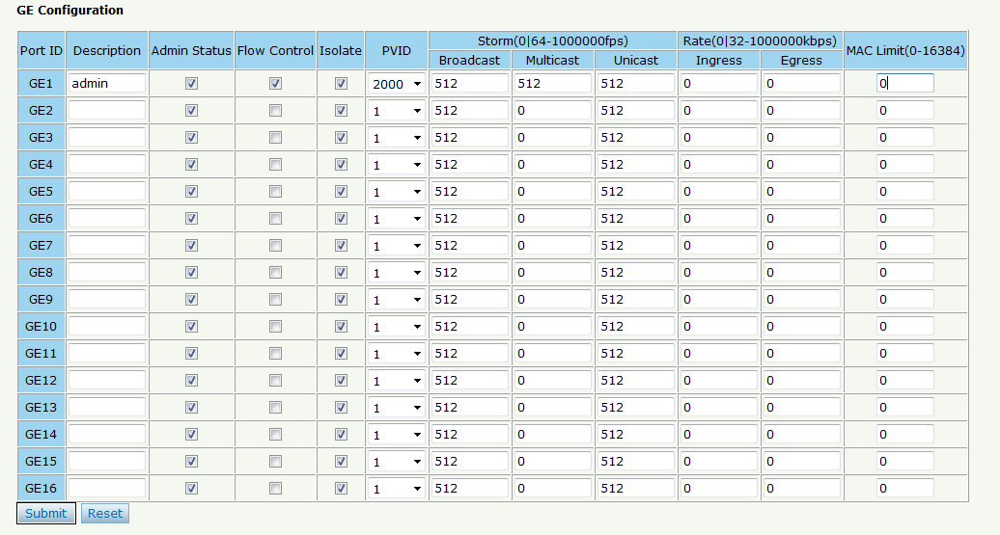 GE Configuration
Port ID Description Admin Status Flow Control Isolate PVID Storm(0|64-1000000fps) Rate(0|32-1000000kbps) MAC Limit(0-16384)
Broadcast Multicast Unicast Ingress Egress
GE1 admin 2000 512 512 512 0 0 0
GE2 1 512 0 512 0 0 0
GE3 1 512 0 512 0 0 0
GE4 1 512 0 512 0 0 0
GE5 1 512 0 512 0 0 0
GE6 1 512 0 512 0 0 0
GE7 1 512 0 512 0 0 0
GE8 1 512 0 512 0 0 0
GE9 1 512 0 512 0 0 0
GE10 1 512 0 512 0 0 0
GE11 1 512 0 512 0 0 0
GE12 1 512 0 512 0 0 0
GE13 1 512 0 512 0 0 0
GE14 1 512 0 512 0 0 0
GE15 1 512 0 512 0 0 0
GE16 1 512 0 512 0 0 0
Submit Reset